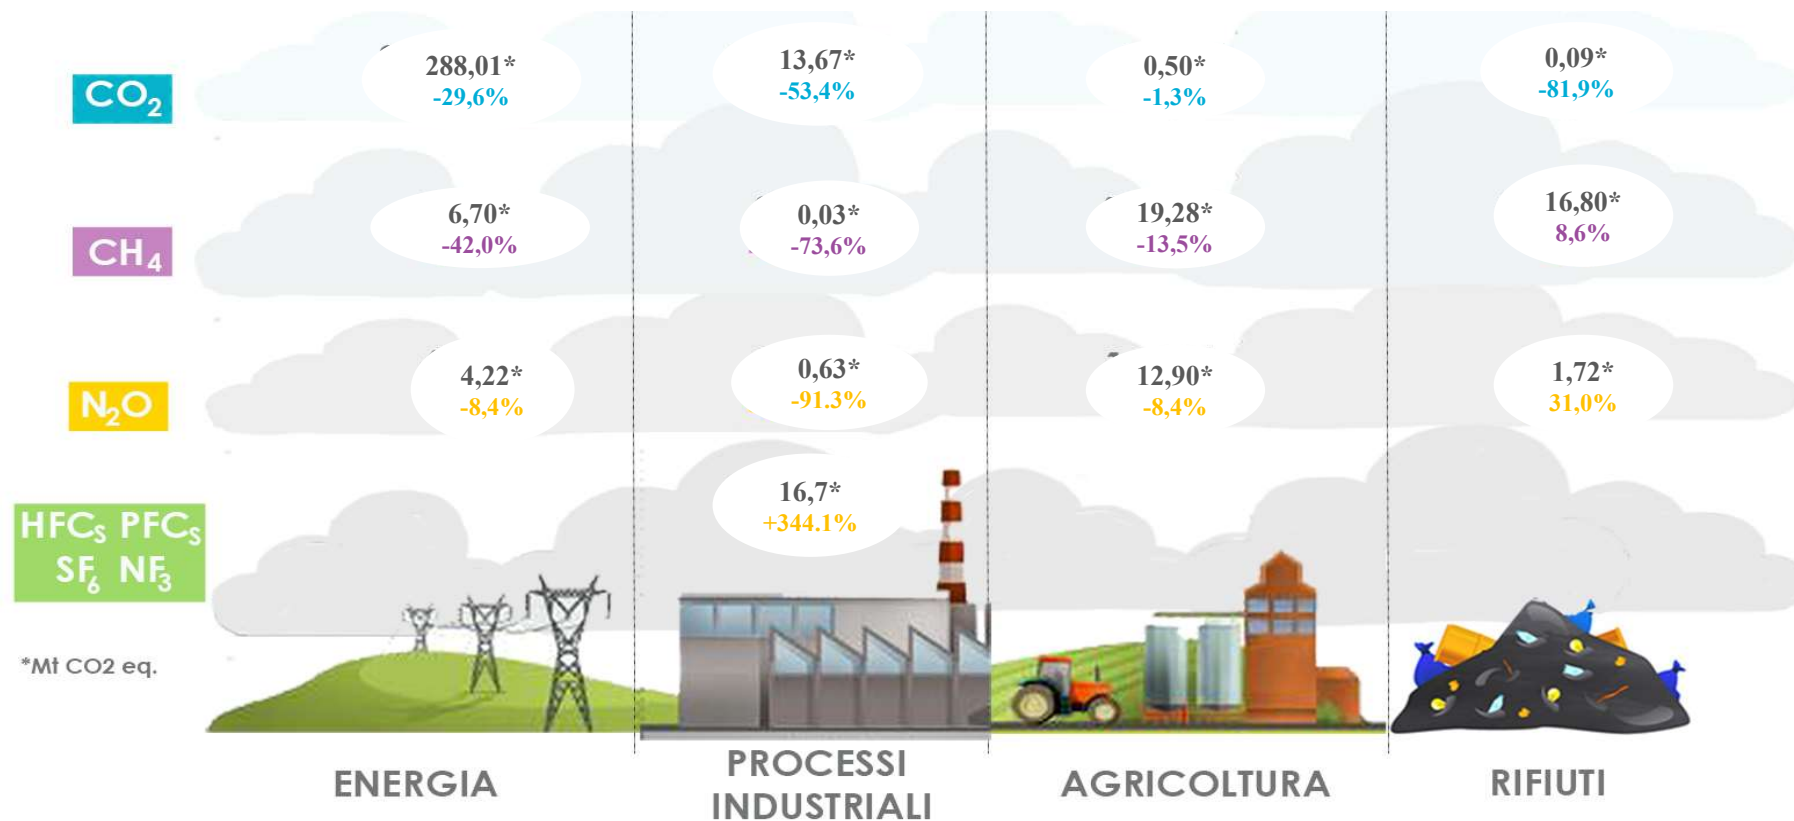 CO2
288,01*
-29,6%
13,67*
-53,4%
0,50*
-1,3%
0,09*
-81,9%
CH4
6,70*
-42,0%
0,03*
-73,6%
19,28*
-13,5%
16,80*
8,6%
N2O
4,22*
-8,4%
0,63*
-91.3%
12,90*
-8,4%
1,72*
31,0%
HFCS PFCS
SF6 NF3
16,7*
+344.1%
*Mt CO2 eq.
ENERGIA
PROCESSI
INDUSTRIALI
AGRICOLTURA
RIFIUTI